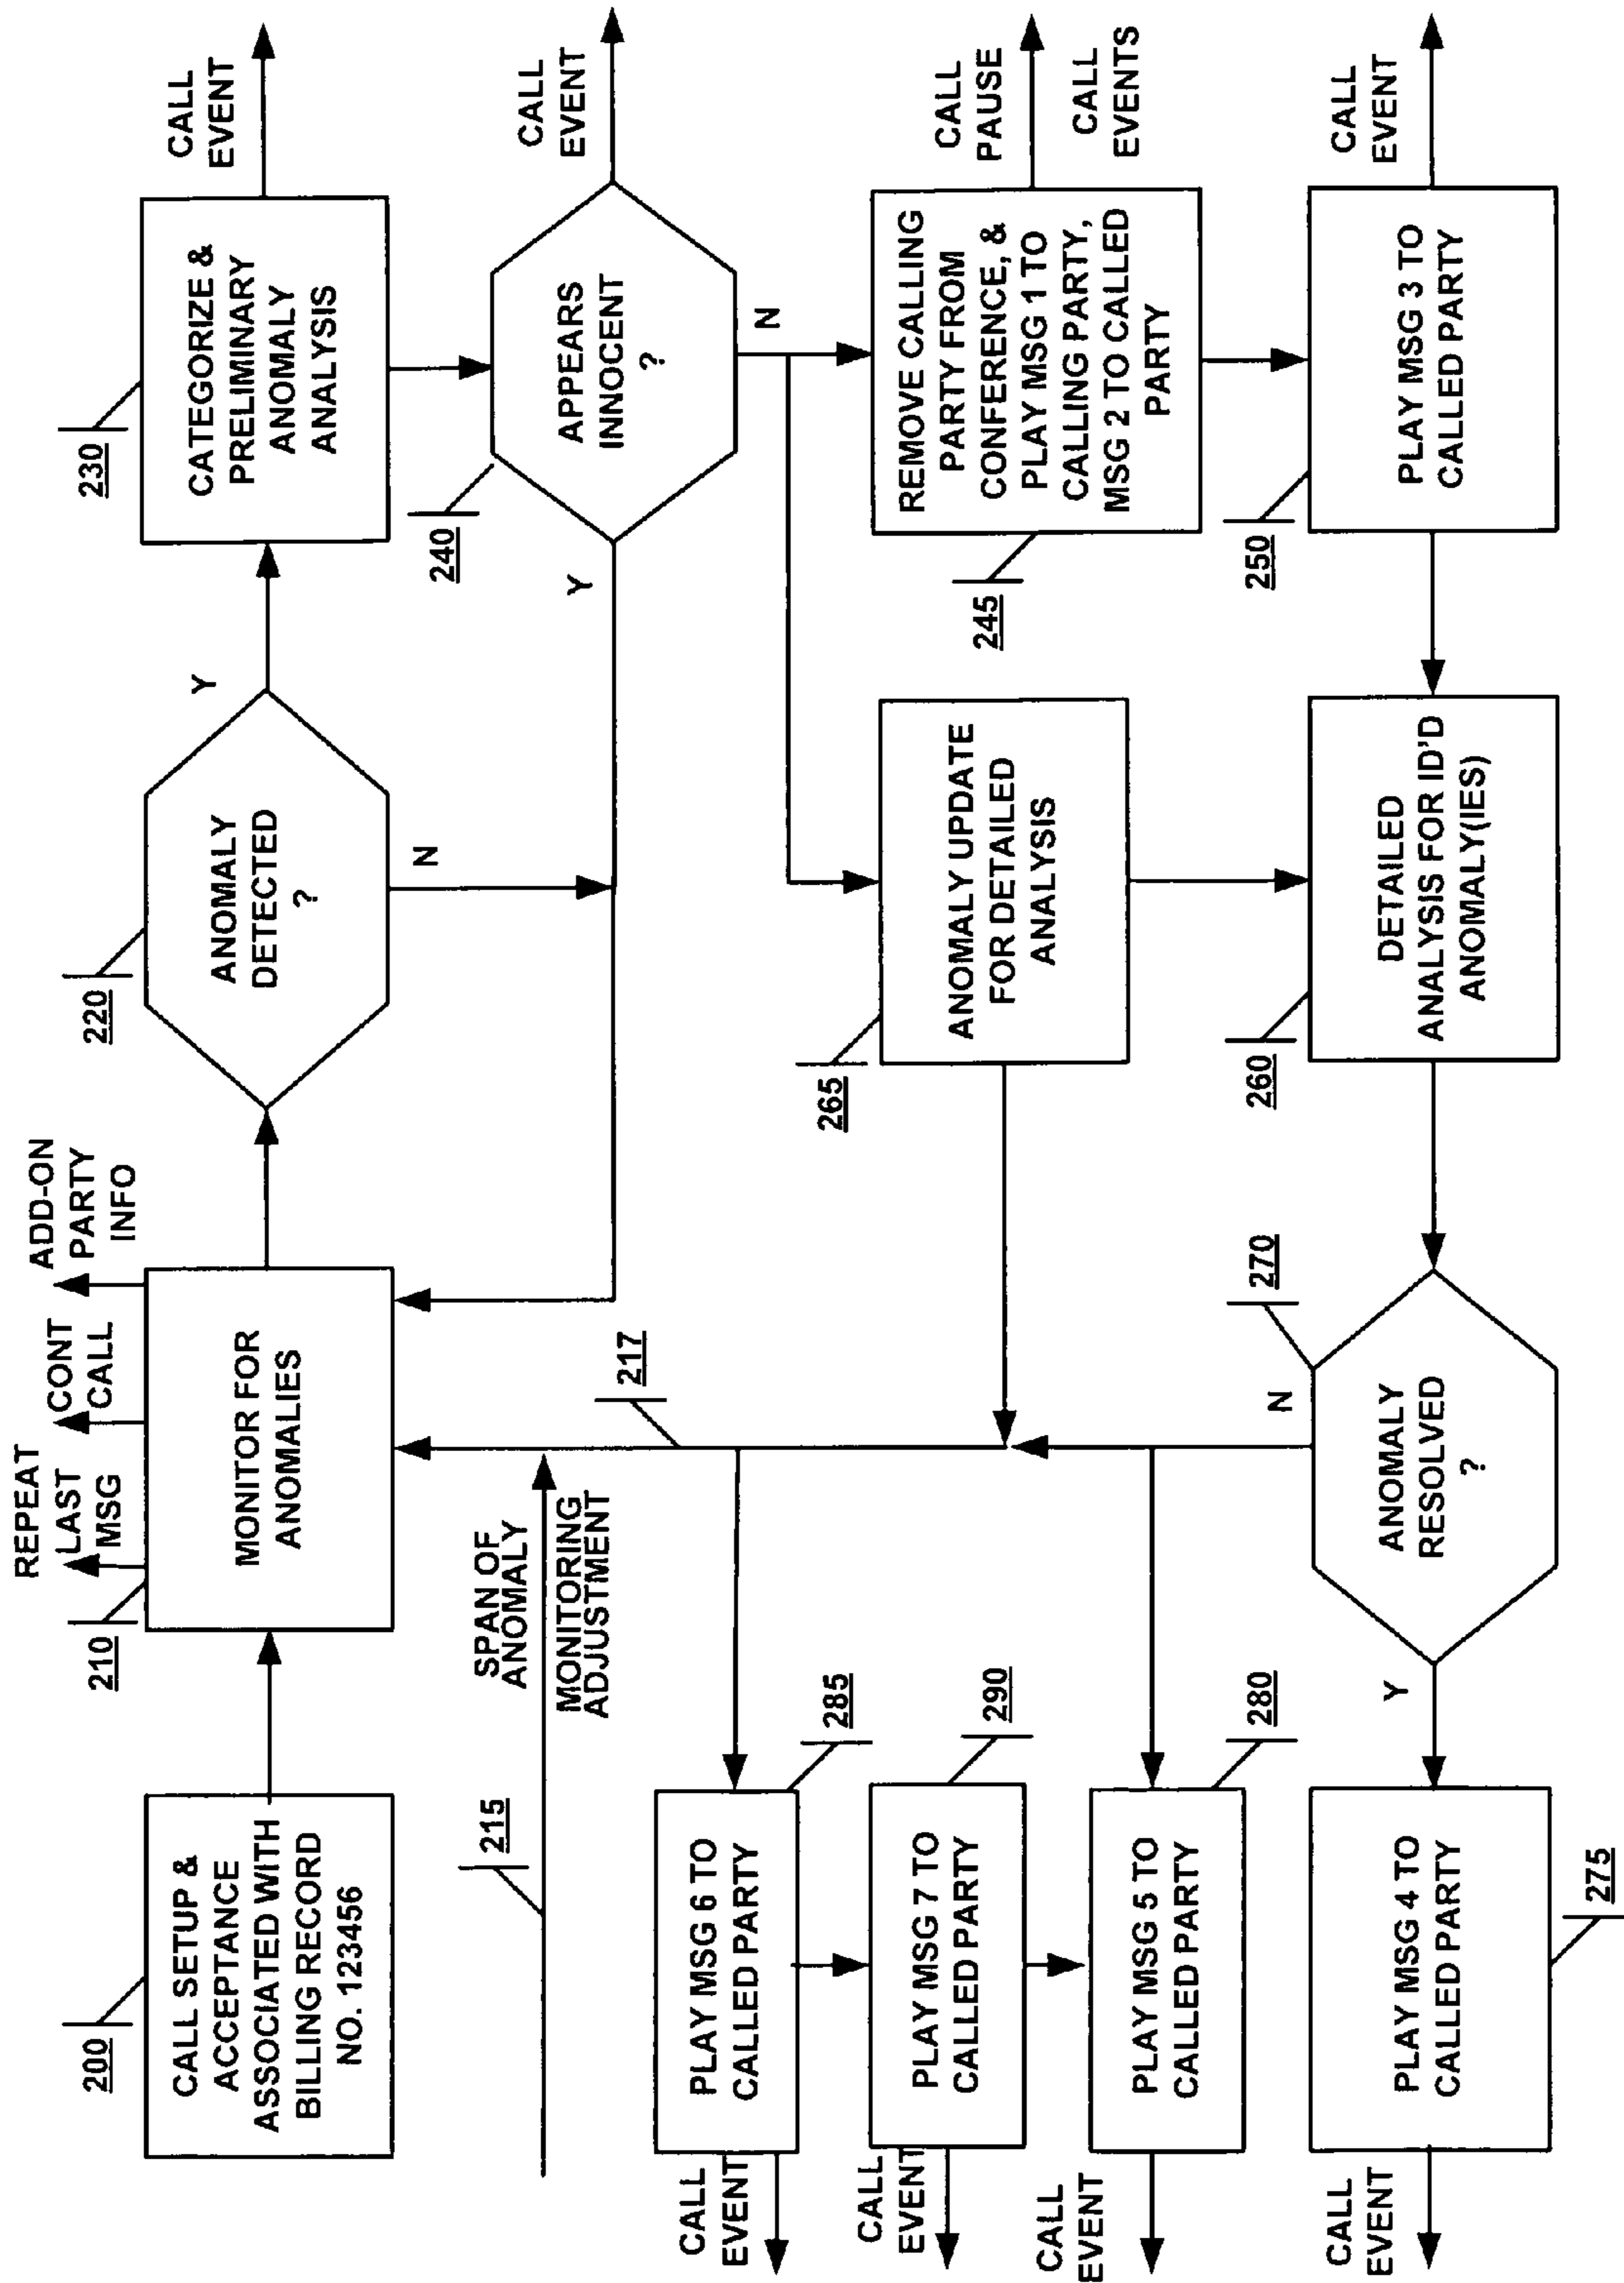 200
CALL SETUP &
ACCEPTANCE
ASSOCIATED WITH
BILLING RECORD
NO. 123456
REPEAT
LAST
MSG
CONT
CALL
ADD-ON
PARTY
INFO
210
MONITOR FOR
ANOMALIES
220
ANOMALY
DETECTED
?
Y
N
230
CATEGORIZE &
PRELIMINARY
ANOMALY
ANALYSIS
CALL
EVENT
215
SPAN OF
ANOMALY
MONITORING
ADJUSTMENT
217
240
APPEARS
INNOCENT
?
Y
N
CALL
EVENT
CALL
EVENT
PLAY MSG 6 TO
CALLED PARTY
285
CALL
EVENT
PLAY MSG 7 TO
CALLED PARTY
290
CALL
EVENT
PLAY MSG 5 TO
CALLED PARTY
280
265
ANOMALY UPDATE
FOR DETAILED
ANALYSIS
245
REMOVE CALLING
PARTY FROM
CONFERENCE, &
PLAY MSG 1 TO
CALLING PARTY,
MSG 2 TO CALLED
PARTY
CALL
PAUSE
CALL
EVENTS
CALL
EVENT
PLAY MSG 4 TO
CALLED PARTY
275
Y
270
ANOMALY
RESOLVED
?
N
260
DETAILED
ANALYSIS FOR ID'D
ANOMALY(IES)
250
PLAY MSG 3 TO
CALLED PARTY
CALL
EVENT